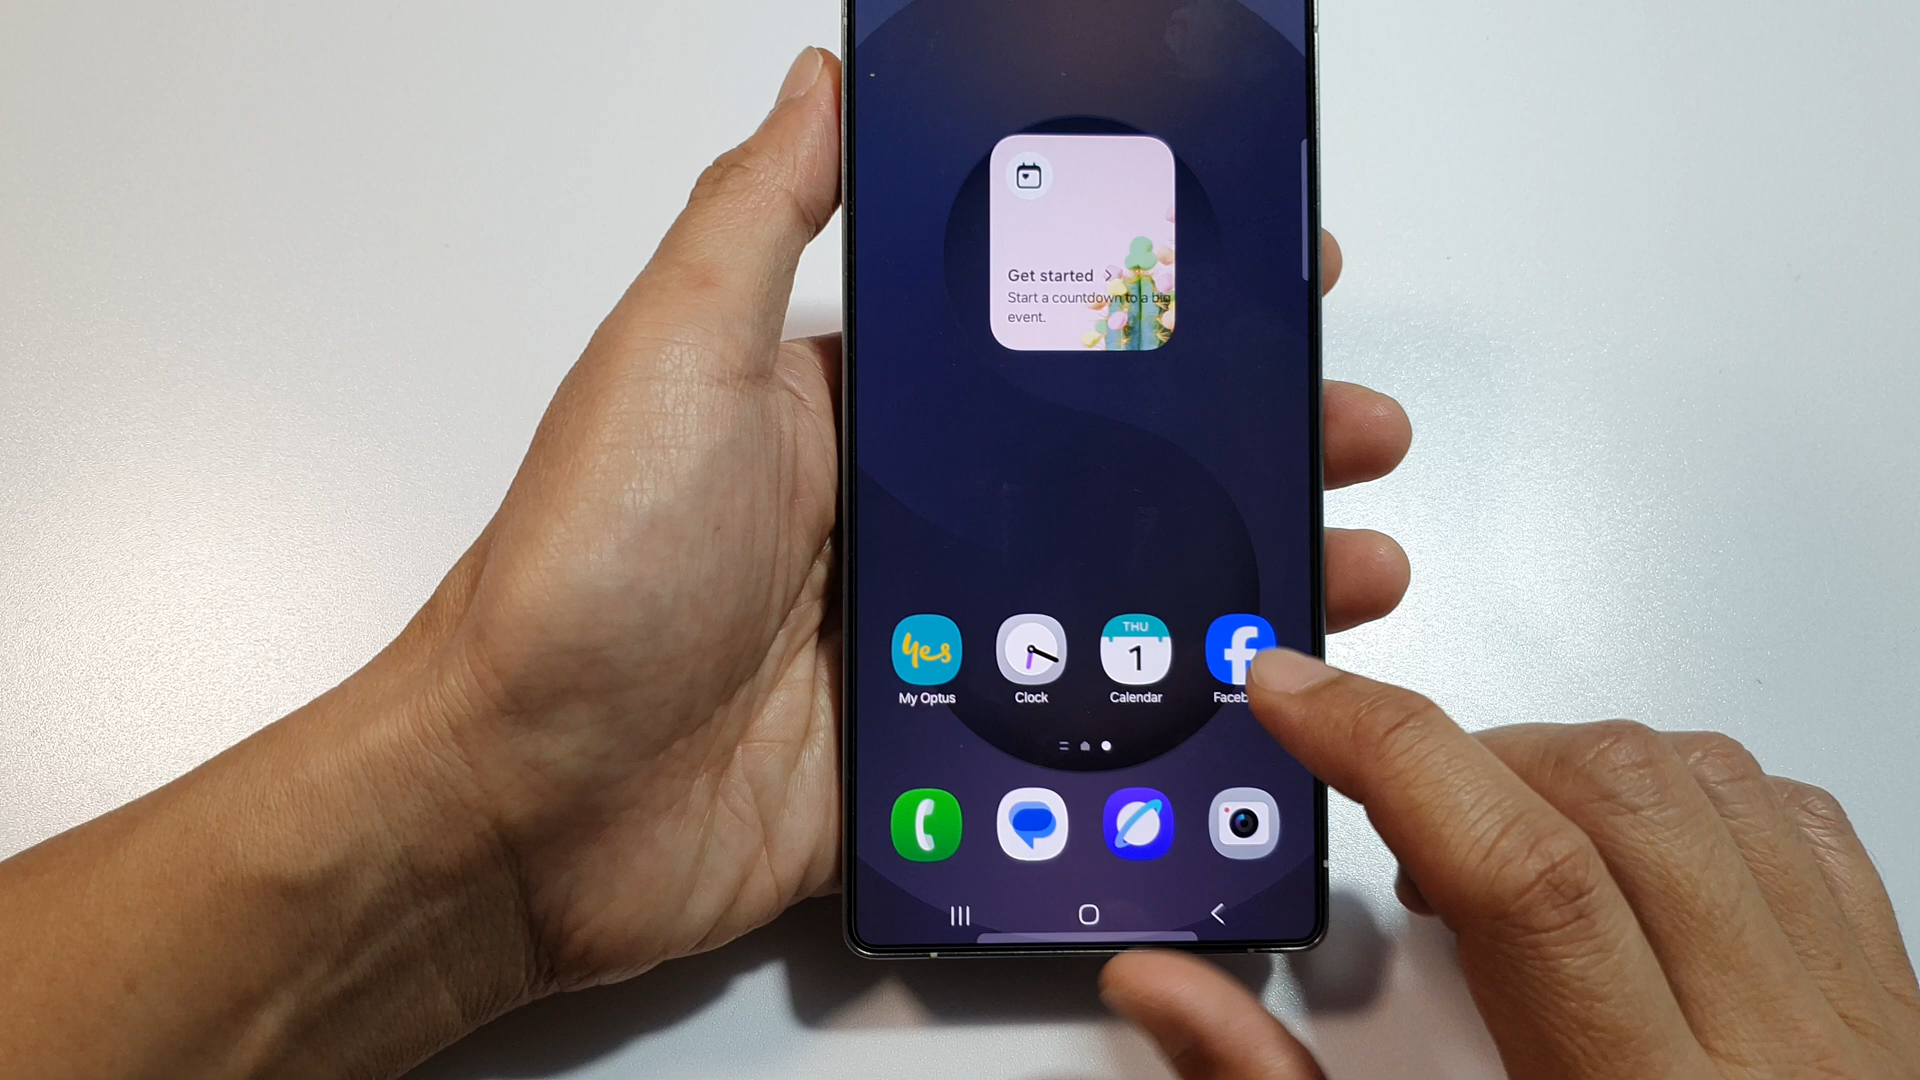 Get started >
Start a countdown to a big
event.
yes
THU
1
My Optus
Clock
Calendar
Faceb